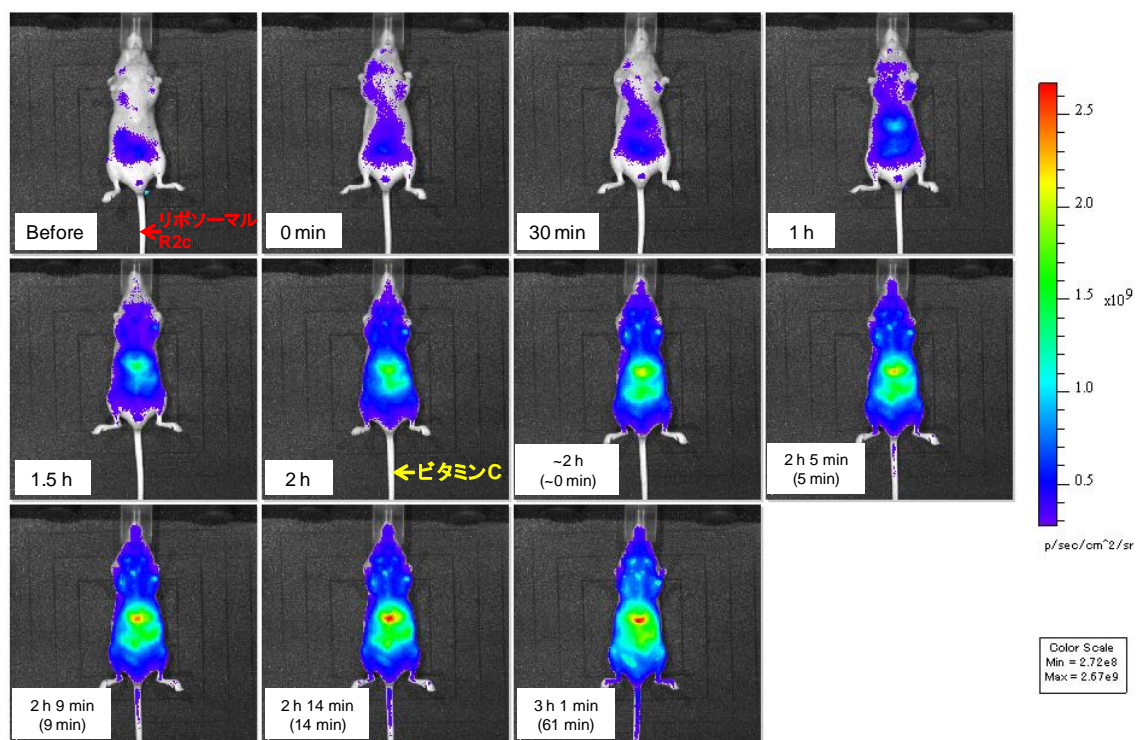 Before
←リポソーマル
R2c
0 min
30 min
1 h
1.5 h
2 h
←ビタミンC
~2 h
(~0 min)
2 h 5 min
(5 min)
2 h 9 min
(9 min)
2 h 14 min
(14 min)
3 h 1 min
(61 min)
2.5
2.0
1.5
x10^9
1.0
0.5
p/sec/cm^2/sr
Color Scale
Min = 2.72e8
Max = 2.67e9